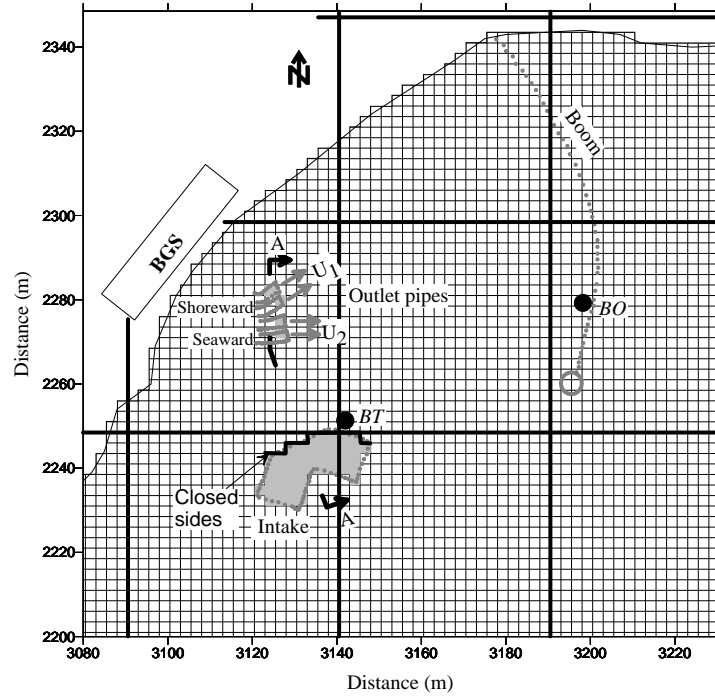 2340
2320
2300
2280
2260
2240
2220
2200
Distance (m)
N
Boom
BGS
A
U1
Outlet pipes
Shoreward
BO
U2
Seaward
BT
Closed
sides
Intake
A
3080
3100
3120
3140
3160
3180
3200
3220
Distance (m)